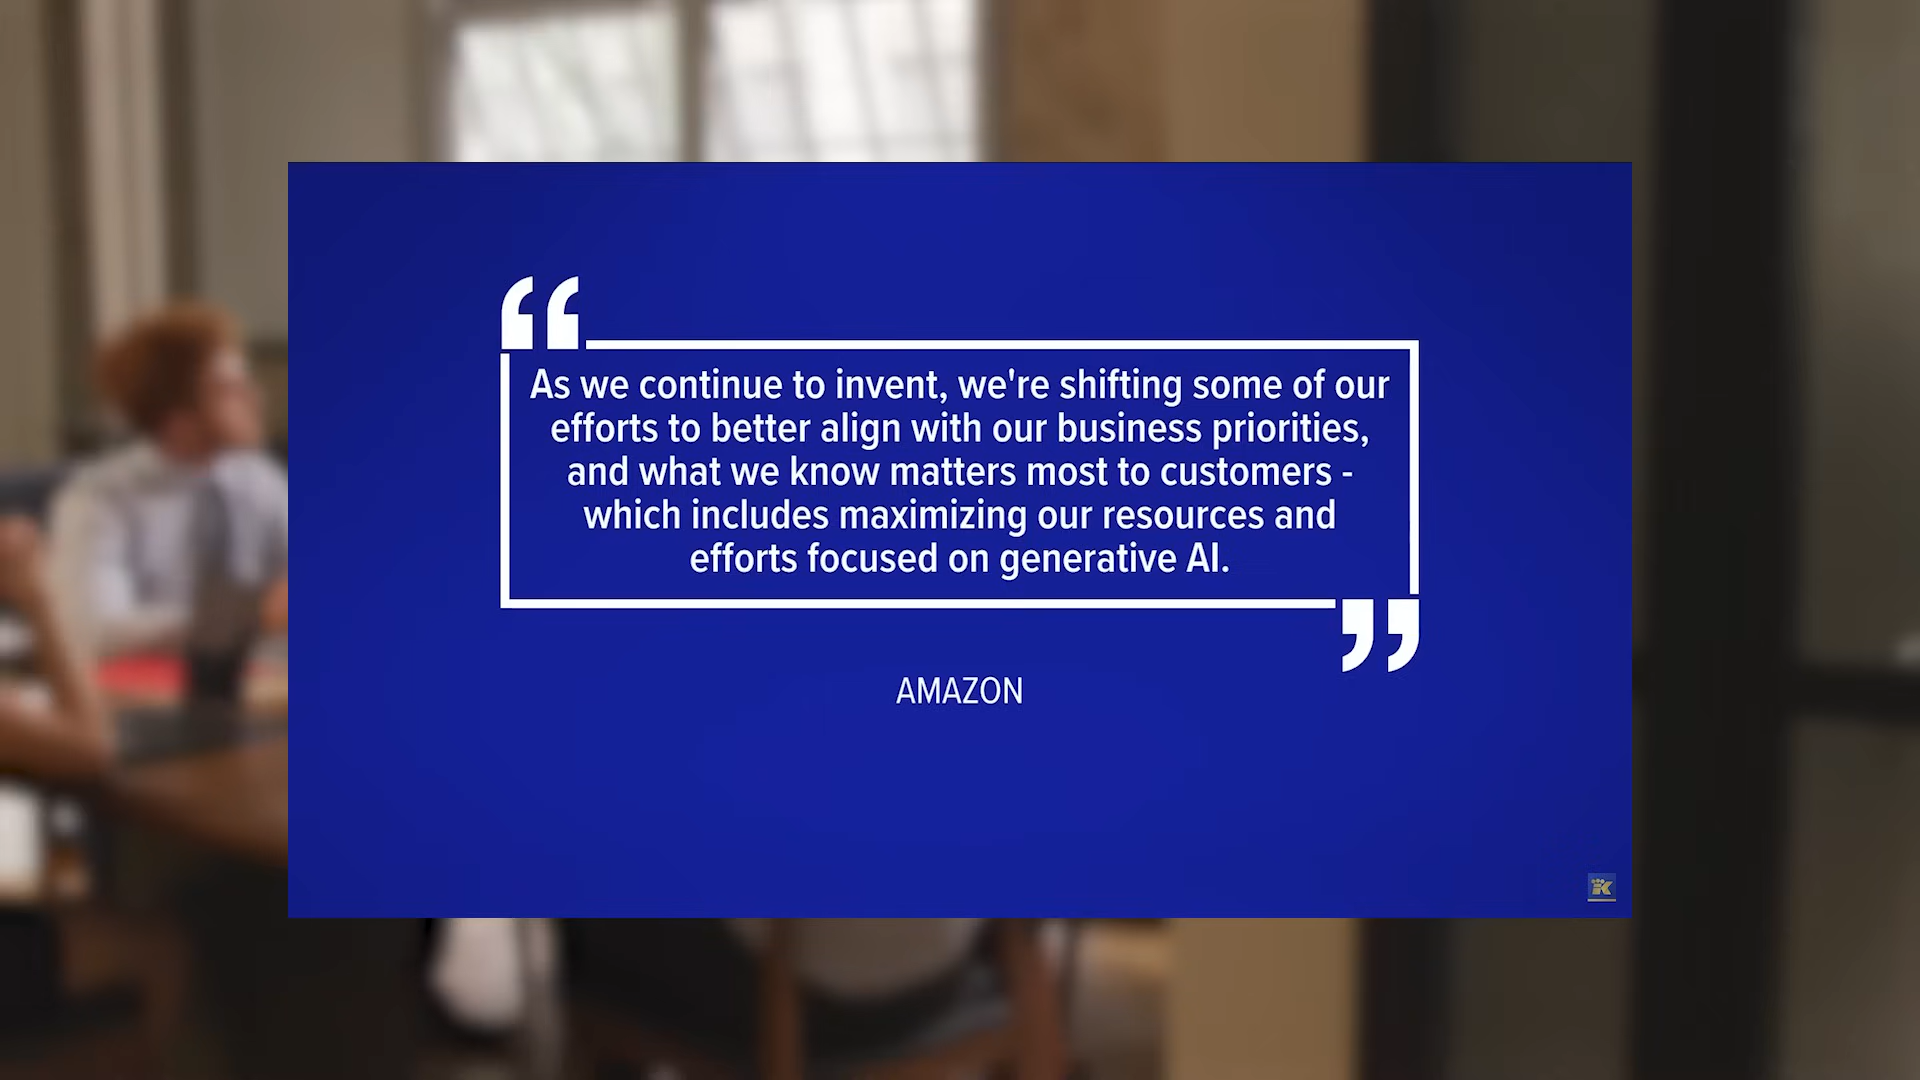 As we continue to invent, we're shifting some of our
efforts to better align with our business priorities,
and what we know matters most to customers -
which includes maximizing our resources and
efforts focused on generative AI.
AMAZON